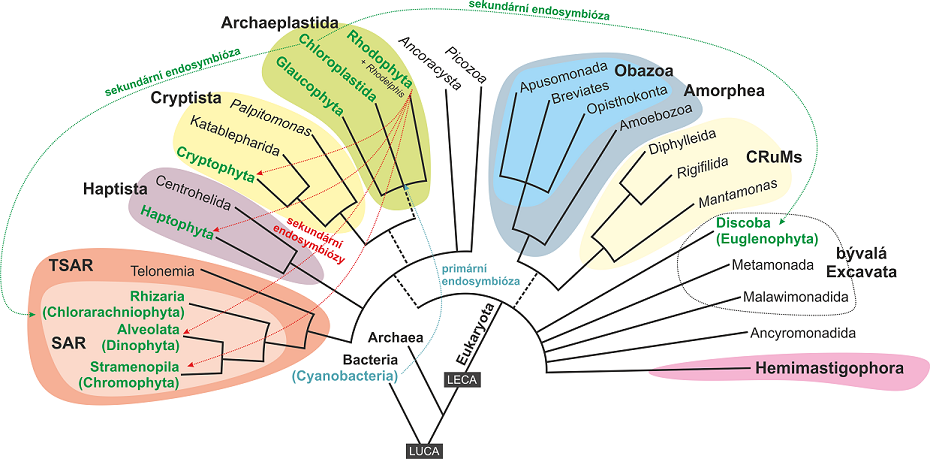 sekundární endosymbióza
sekundární endosymbióza
Archaeplastida
Rhodophyta
+ Rhodelphis
Chloroplastida
Glaucophyta
Ancoracysta
Picozoa
Cryptista
Palpitomonas
Katablepharida
Cryptophyta
Haptista
Centrohelida
Haptophyta
sekundární
endosymbiózy
TSAR
Telonemia
Rhizaria
(Chlorarachniophyta)
SAR
Alveolata
(Dinophyta)
Stramenopila
(Chromophyta)
Obazoa
Apusomonada
Breviates
Opisthokonta
Amorphea
Amoebozoa
Diphylleida
CRuMs
Rigifilida
Mantamonas
Discoba
(Euglenophyta)
bývalá
Excavata
Metamonada
Malawimonadida
Ancyromonadida
Hemimastigophora
primární
endosymbióza
Eukaryota
Archaea
Bacteria
(Cyanobacteria)
LECA
LUCA